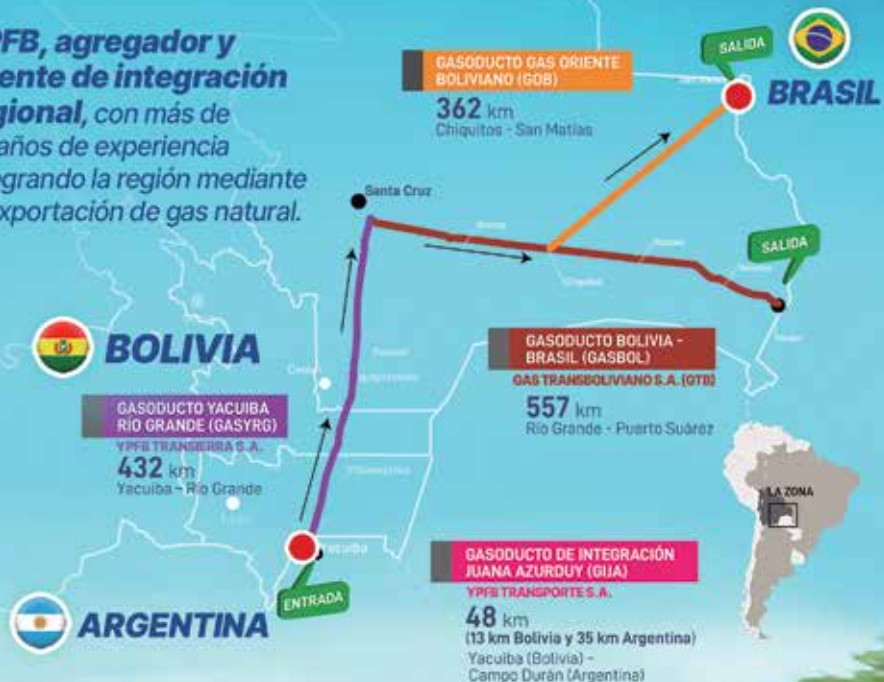 PFB, agregador y
ente de integración
gional, con más de
años de experiencia
egrando la región mediante
exportación de gas natural.
GASODUCTO GAS ORIENTE
BOLIVIANO (GOB)
362 km
Chiquitos - San Matías
SALIDA
BRASIL
Santa Cruz
SALIDA
BOLIVIA
GASODUCTO BOLIVIA -
BRASIL (GASBOL)
GAS TRANSBOLIVIANO S.A. (GTB)
557 km
Río Grande - Puerto Suárez
GASODUCTO YACUIBA
RÍO GRANDE (GASYRG)
YPFB TRANSIERRA S.A.
432 km
Yacuiba - Río Grande
LA ZONA
Yacuiba
ENTRADA
ARGENTINA
GASODUCTO DE INTEGRACIÓN
JUANA AZURDUY (GIJA)
YPFB TRANSPORTE S.A.
48 km
(13 km Bolivia y 35 km Argentina)
Yacuiba (Bolivia) -
Campo Durán (Argentina)